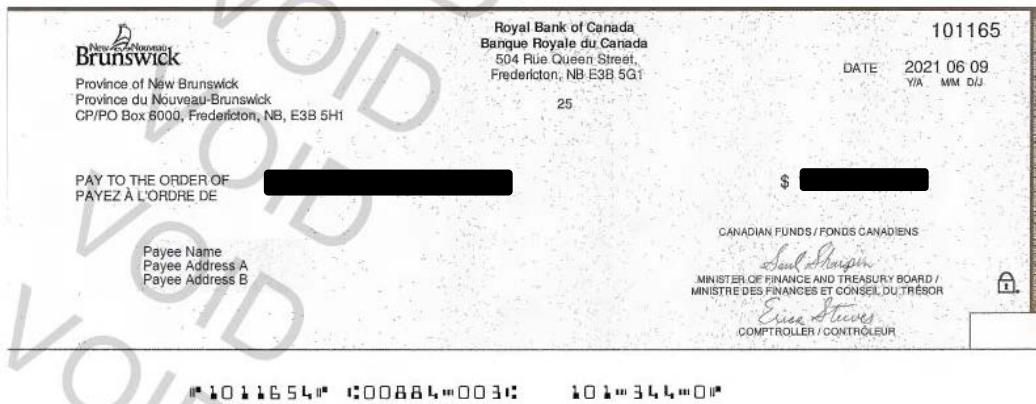 New Nouveau
Brunswick
Province of New Brunswick
Province du Nouveau-Brunswick
CP/PO Box 6000, Fredericton, NB, E3B 5H1
Royal Bank of Canada
Banque Royale du Canada
504 Rue Queen Street,
Fredericton, NB E3B 5G1
25
101165
DATE 2021 06 09
Y/A M/M D/J
PAY TO THE ORDER OF
PAYEZ À L'ORDRE DE
$
Payee Name
Payee Address A
Payee Address B
CANADIAN FUNDS / FONDS CANADIENS
MINISTER OF FINANCE AND TREASURY BOARD /
MINISTRE DES FINANCES ET CONSEIL DU TRÉSOR
COMPTROLLER / CONTRÔLEUR
VOID
VOID
VOID
VOID
⑈1011654⑈ ⑆00884⑉003⑆ 101⑉344⑉0⑈